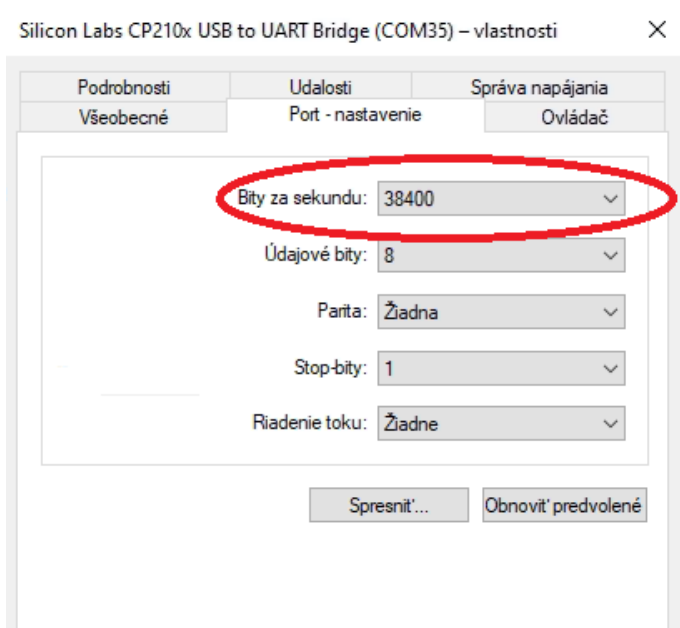 Silicon Labs CP210x USB to UART Bridge (COM35) – vlastnosti
Podrobnosti Udalosti Správa napájania
Všeobecné Port - nastavenie Ovládač
Bity za sekundu: 38400
Údajové bity: 8
Parita: Žiadna
Stop-bity: 1
Riadenie toku: Žiadne
Spresniť... Obnoviť predvolené